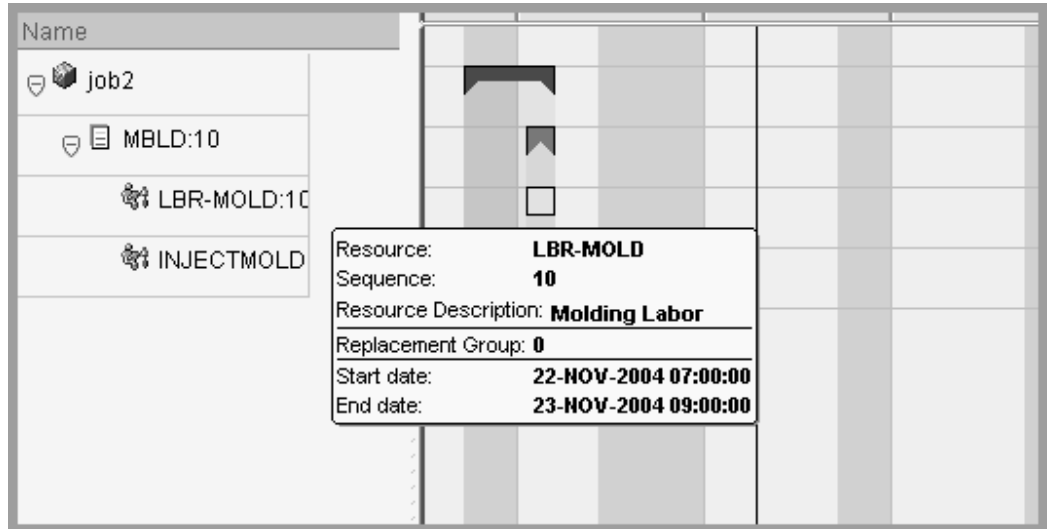 Name
job2
MBLD:10
LBR-MOLD:10
INJECTMOLD
Resource: LBR-MOLD
Sequence: 10
Resource Description: Molding Labor
Replacement Group: 0
Start date: 22-NOV-2004 07:00:00
End date: 23-NOV-2004 09:00:00